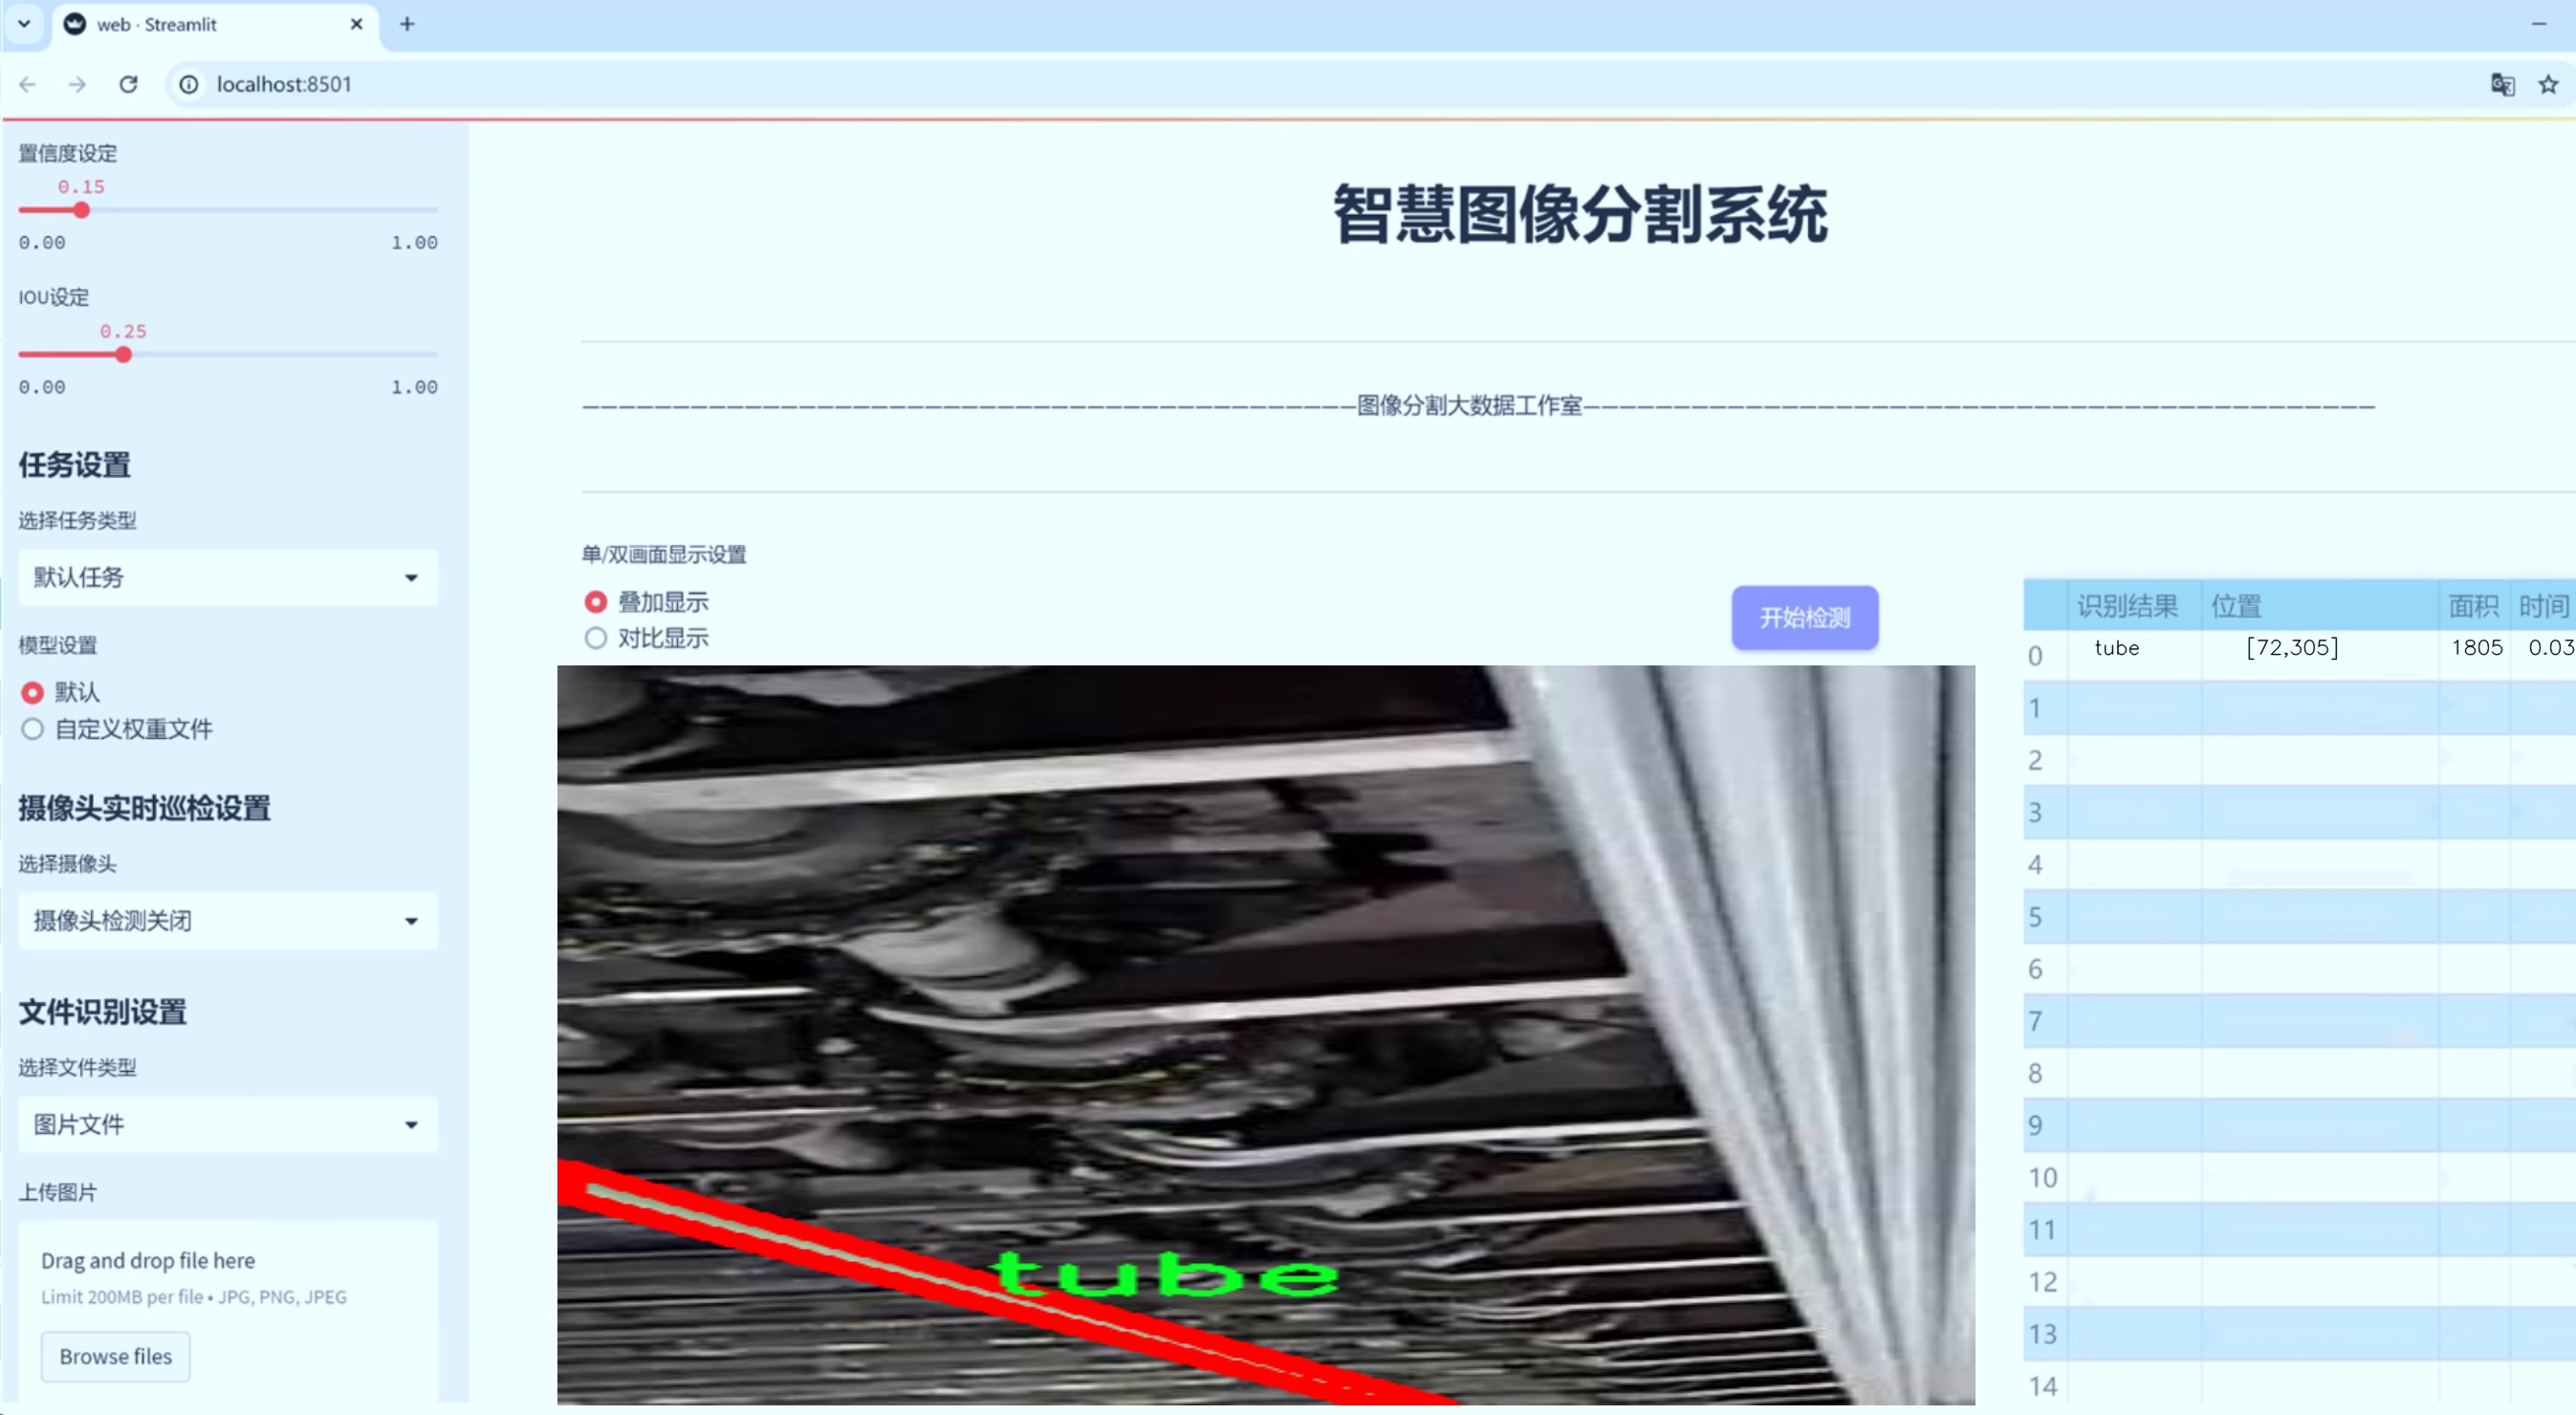 web · Streamlit
localhost:8501
置信度设定
0.15
0.00 1.00
IOU设定
0.25
0.00 1.00
任务设置
选择任务类型
默认任务
模型设置
默认
自定义权重文件
摄像头实时巡检设置
选择摄像头
摄像头检测关闭
文件识别设置
选择文件类型
图片文件
上传图片
Drag and drop file here
Limit 200MB per file • JPG, PNG, JPEG
Browse files
智慧图像分割系统
———————————————————————————————————————————图像分割大数据工作室————————————————————————————————————————————
单/双画面显示设置
叠加显示
对比显示
开始检测
tube
识别结果 位置 面积 时间
0 tube [72,305] 1805 0.03
1
2
3
4
5
6
7
8
9
10
11
12
13
14